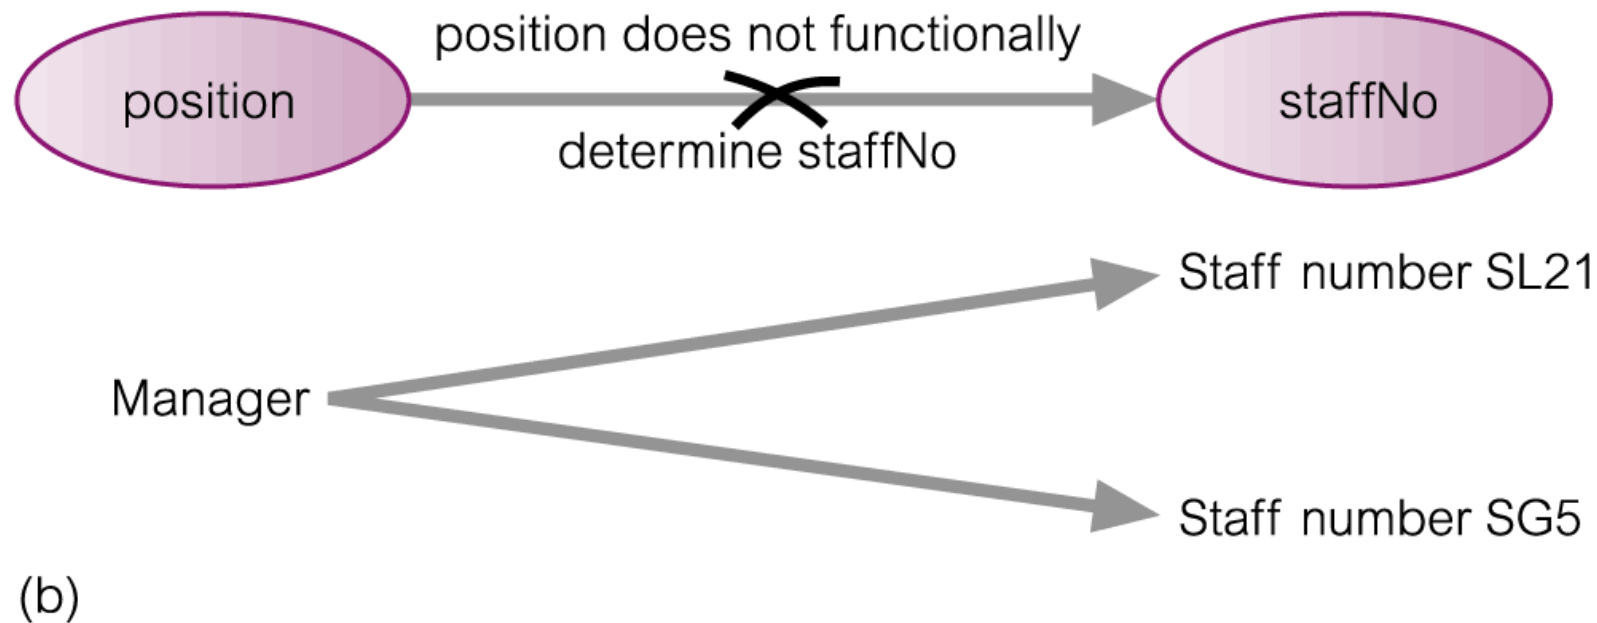 position does not functionally
position
staffNo
determine staffNo
Staff number SL21
Manager
Staff number SG5
(b)